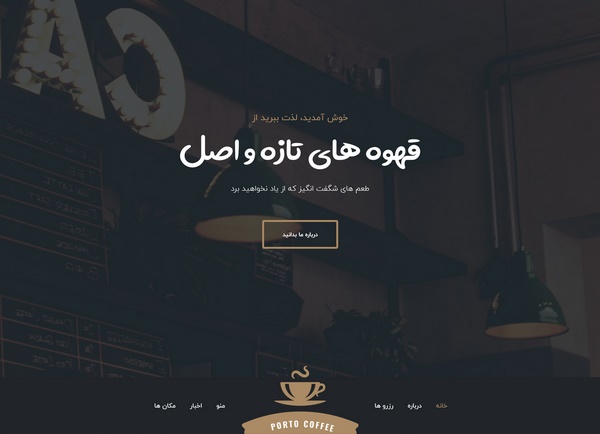 خوش آمدید، لذت ببرید از
قهوه های تازه و اصل
طعم های شگفت انگیز که از یاد نخواهید برد
درباره ما بدانید
خانه
درباره
رزرو ها
PORTO COFFEE
منو
اخبار
مکان ها